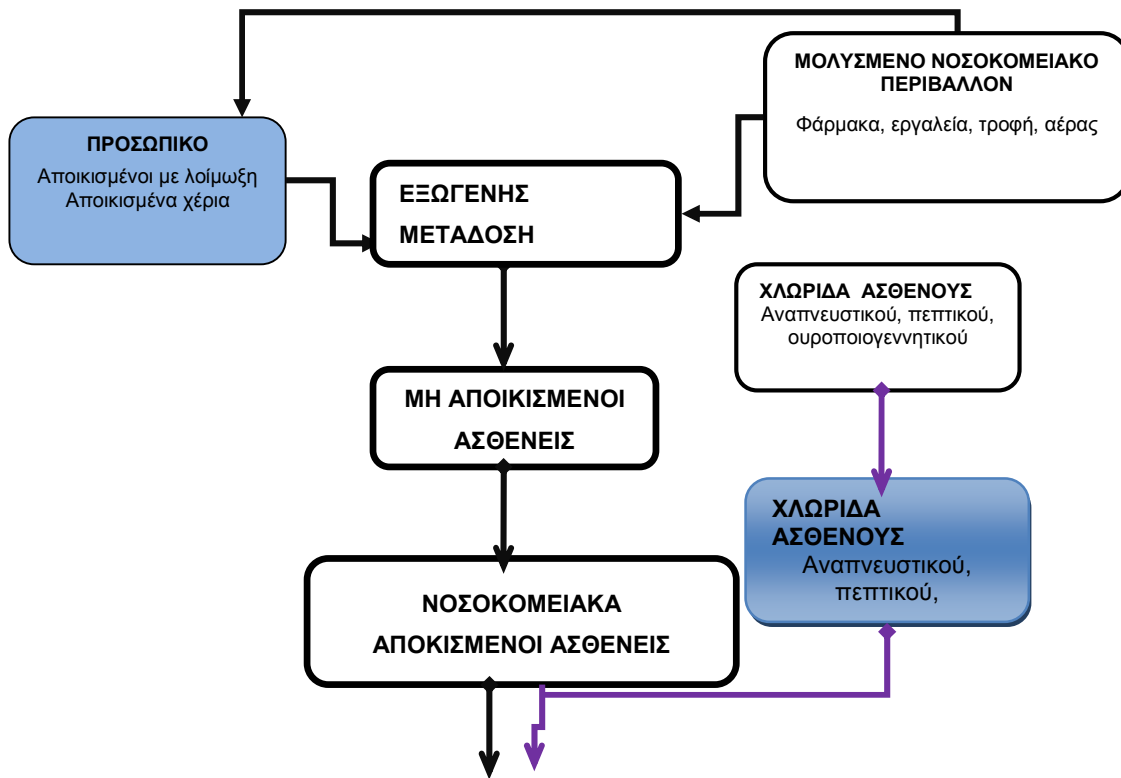 ΜΟΛΥΣΜΕΝΟ ΝΟΣΟΚΟΜΕΙΑΚΟ
ΠΕΡΙΒΑΛΛΟΝ
Φάρμακα, εργαλεία, τροφή, αέρας
ΠΡΟΣΩΠΙΚΟ
Αποικισμένοι με λοίμωξη
Αποικισμένα χέρια
ΕΞΩΓΕΝΗΣ
ΜΕΤΑΔΟΣΗ
ΧΛΩΡΙΔΑ ΑΣΘΕΝΟΥΣ
Αναπνευστικού, πεπτικού,
ουροποιογεννητικού
ΜΗ ΑΠΟΙΚΙΣΜΕΝΟΙ
ΑΣΘΕΝΕΙΣ
ΧΛΩΡΙΔΑ
ΑΣΘΕΝΟΥΣ
Αναπνευστικού,
πεπτικού,
ΝΟΣΟΚΟΜΕΙΑΚΑ
ΑΠΟΚΙΣΜΕΝΟΙ ΑΣΘΕΝΕΙΣ